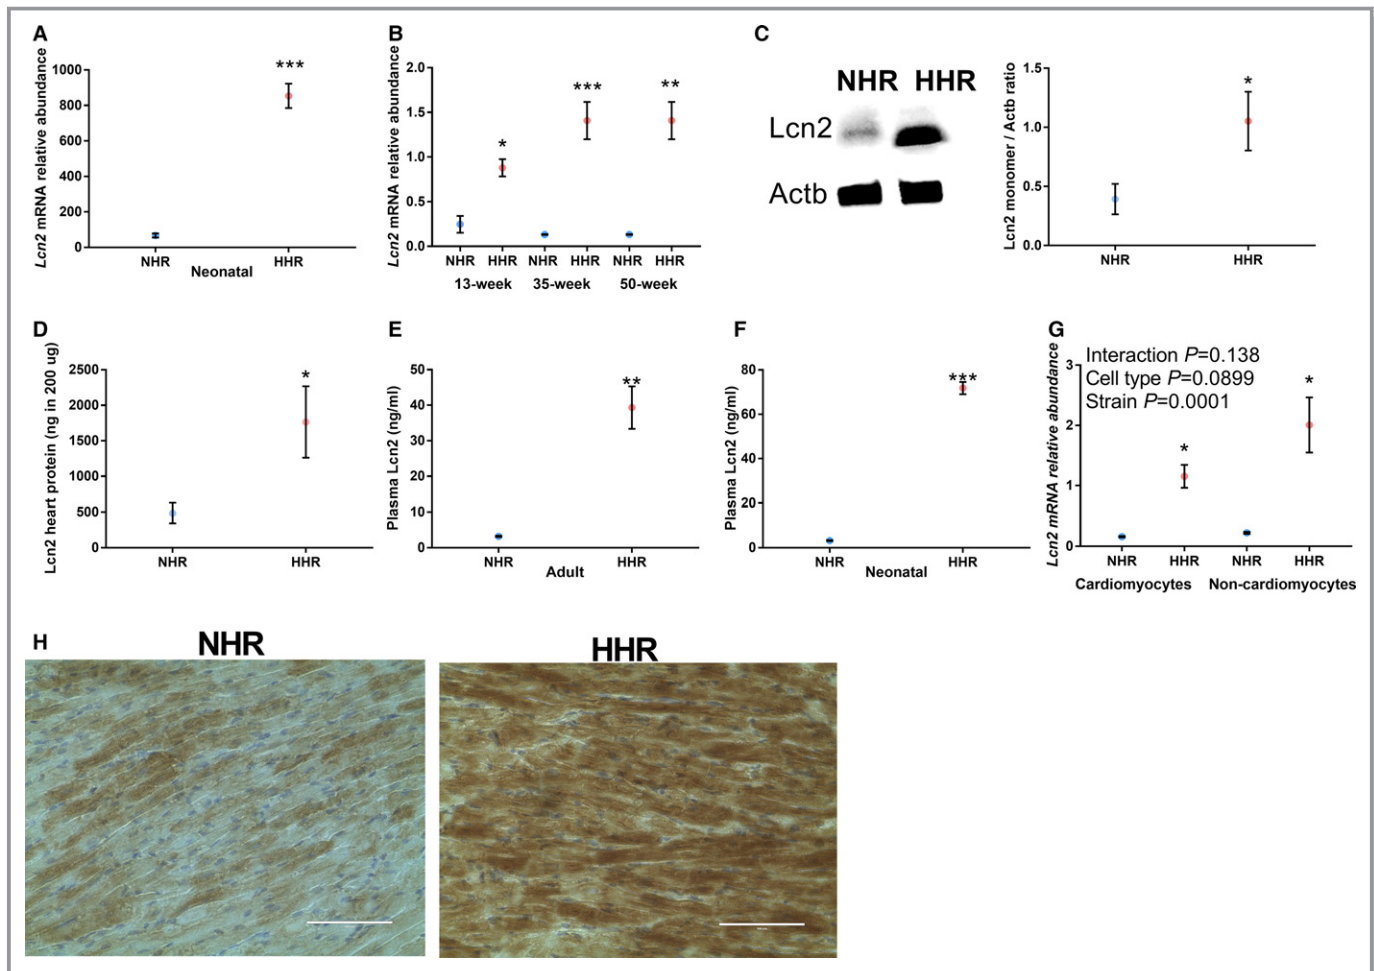 A
Lcn2 mRNA relative abundance
1000
800
600
400
200
0
***
NHR
HHR
Neonatal
B
Lcn2 mRNA relative abundance
2.0
1.5
1.0
0.5
0.0
*
***
**
NHR HHR NHR HHR NHR HHR
13-week 35-week 50-week
C
NHR HHR
Lcn2
Actb
Lcn2 monomer / Actb ratio
1.5
1.0
0.5
0.0
*
NHR
HHR
D
Lcn2 heart protein (ng in 200 ug)
2500
2000
1500
1000
500
0
*
NHR
HHR
E
Plasma Lcn2 (ng/ml)
50
40
30
20
10
0
**
NHR
HHR
Adult
F
Plasma Lcn2 (ng/ml)
80
60
40
20
0
***
NHR
HHR
Neonatal
G
Lcn2 mRNA relative abundance
3
2
1
0
Interaction P=0.138
Cell type P=0.0899
Strain P=0.0001
*
*
NHR HHR NHR HHR
Cardiomyocytes Non-cardiomyocytes
H
NHR
HHR